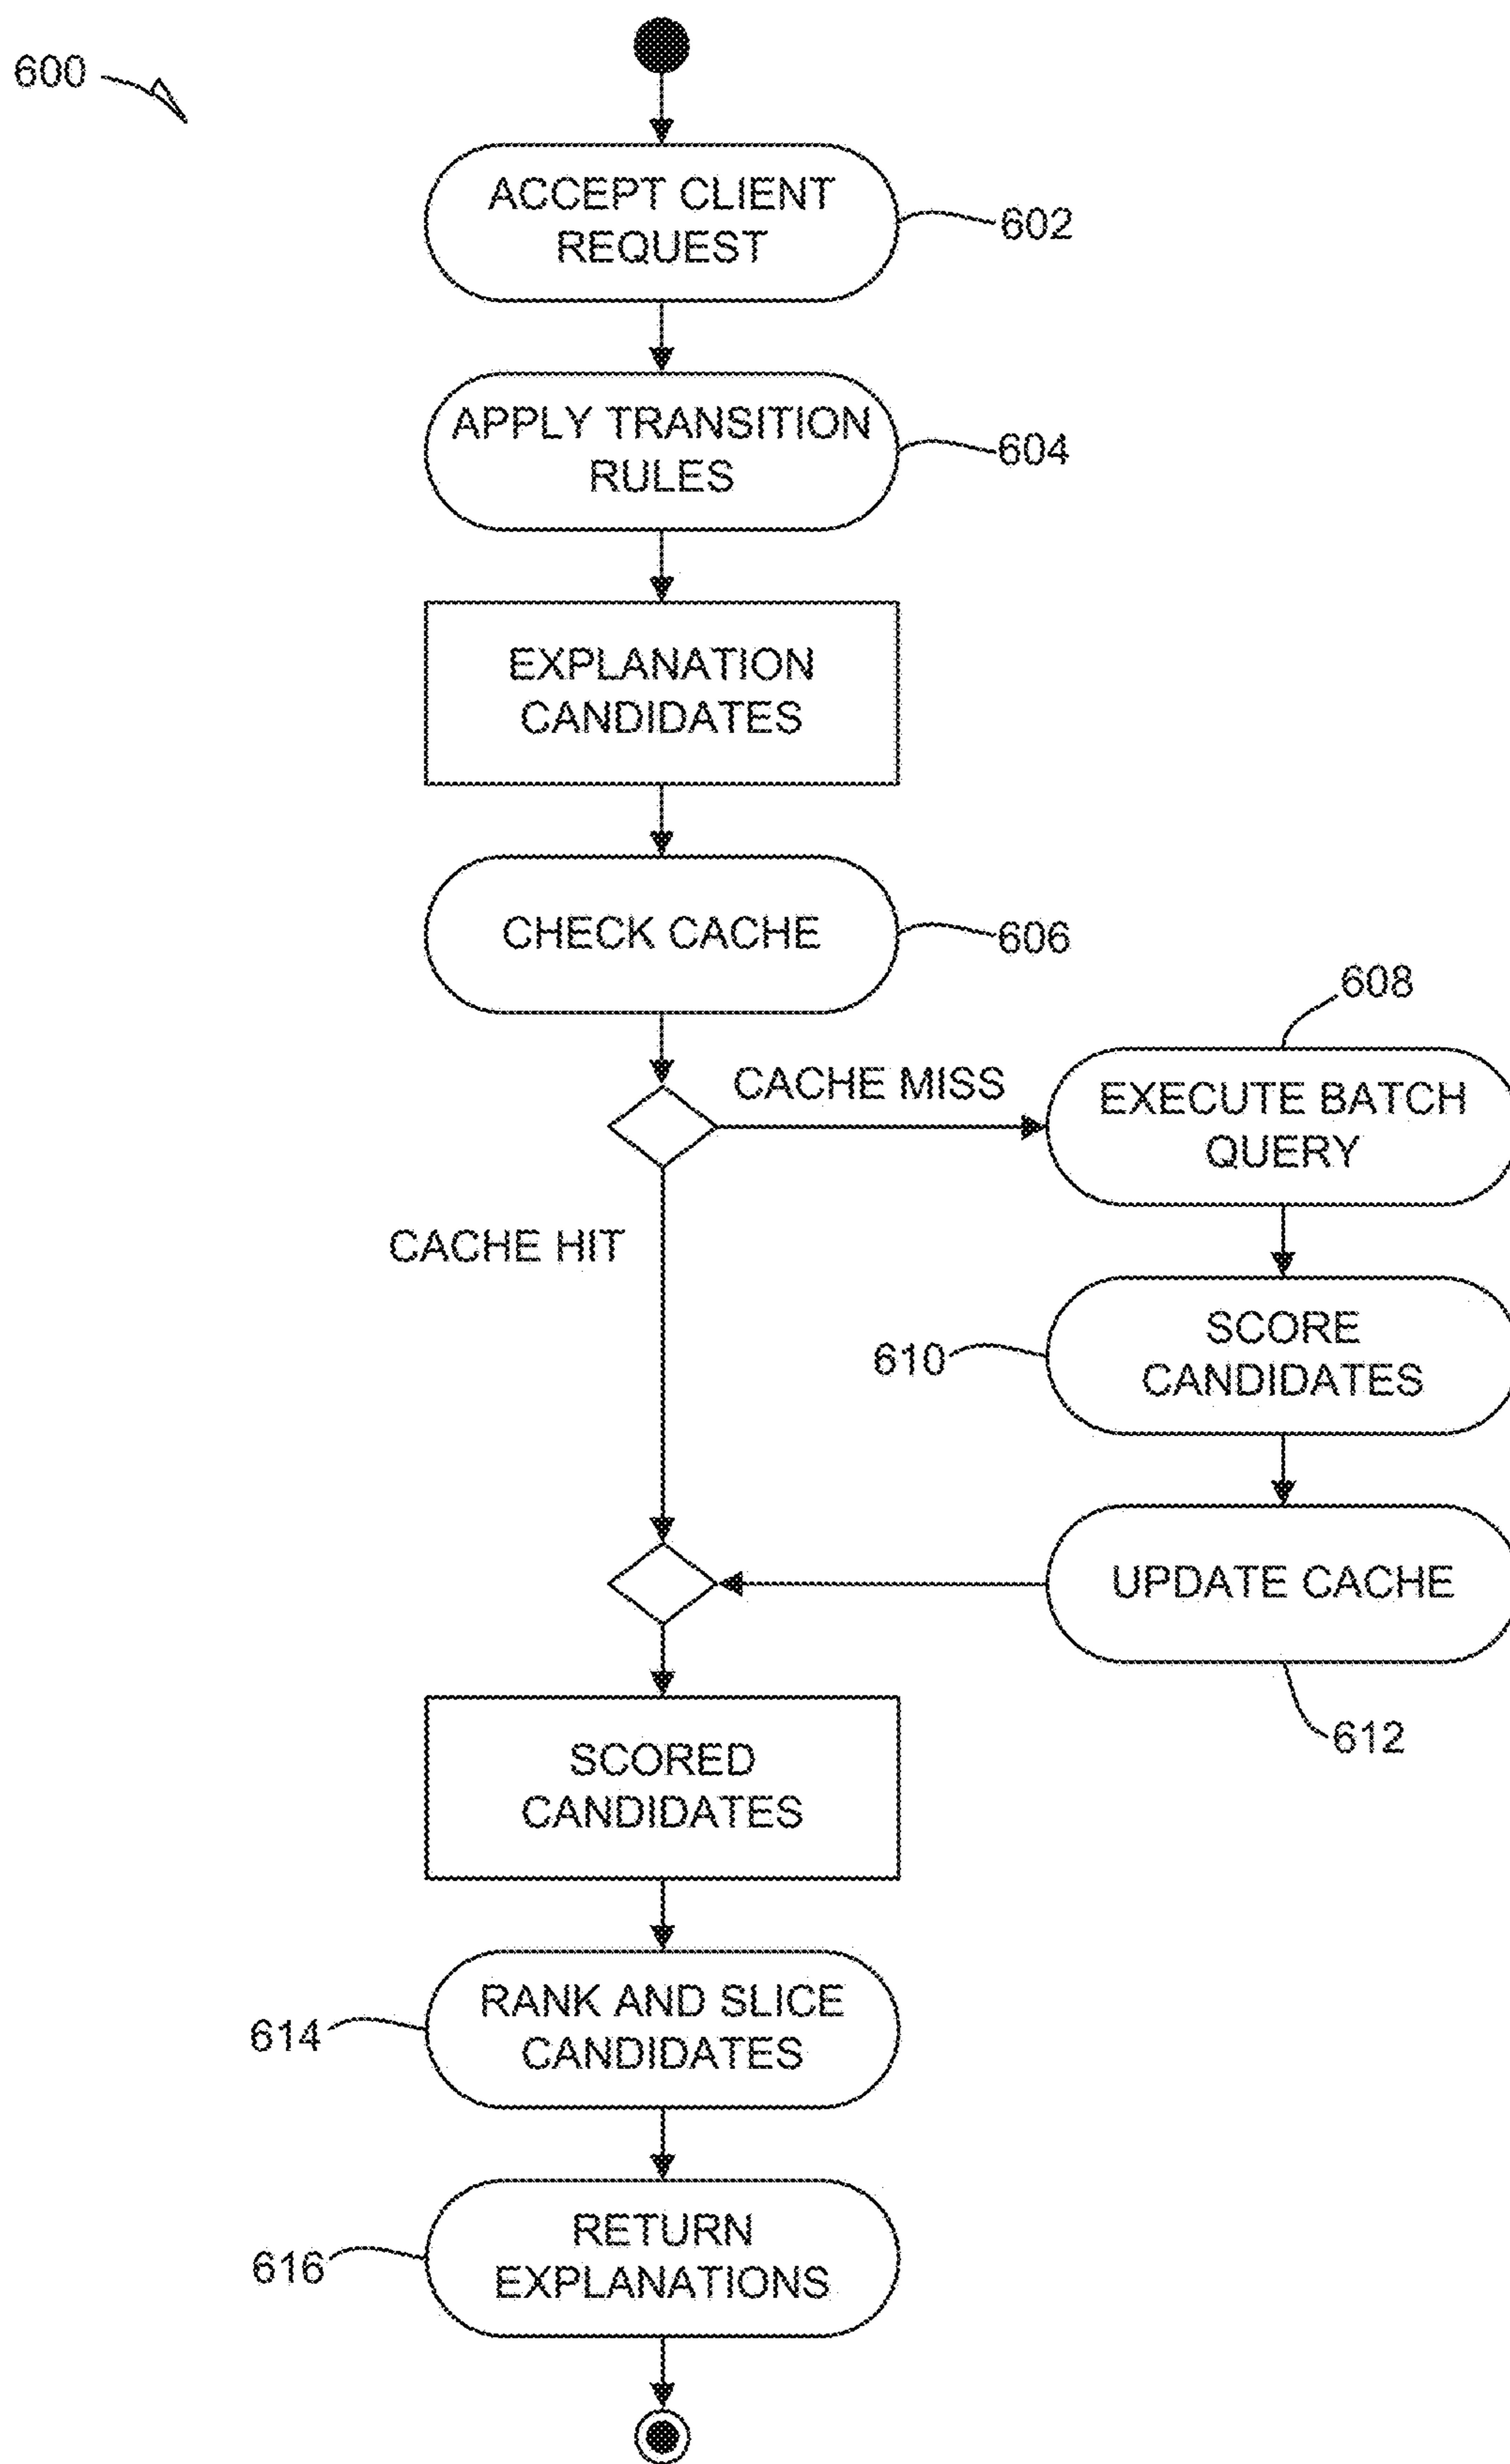 600
ACCEPT CLIENT
REQUEST
602
APPLY TRANSITION
RULES
604
EXPLANATION
CANDIDATES
CHECK CACHE
606
608
CACHE MISS
EXECUTE BATCH
QUERY
CACHE HIT
610
SCORE
CANDIDATES
UPDATE CACHE
612
SCORED
CANDIDATES
614
RANK AND SLICE
CANDIDATES
616
RETURN
EXPLANATIONS